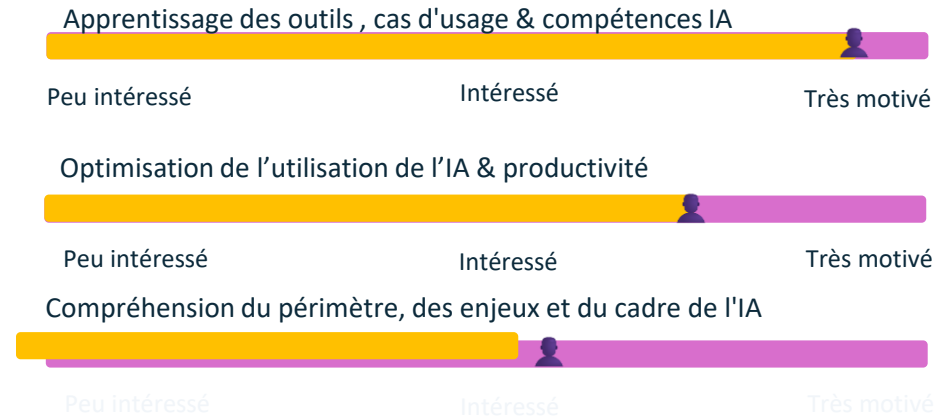 Apprentissage des outils , cas d'usage & compétences IA
Peu intéressé Intéressé Très motivé
Optimisation de l’utilisation de l’IA & productivité
Peu intéressé Intéressé Très motivé
Compréhension du périmètre, des enjeux et du cadre de l'IA
Peu intéressé Intéressé Très motivé